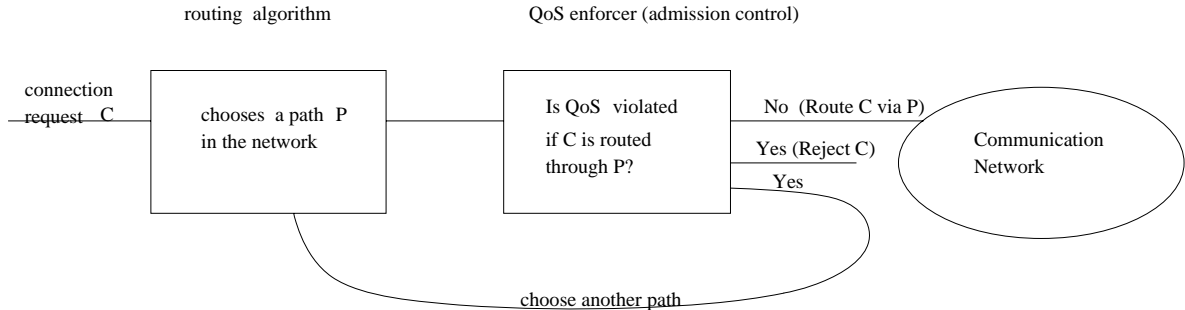 routing algorithm
QoS enforcer (admission control)
connection
request C
chooses a path P
in the network
Is QoS violated
if C is routed
through P?
No (Route C via P)
Yes (Reject C)
Yes
Communication
Network
choose another path